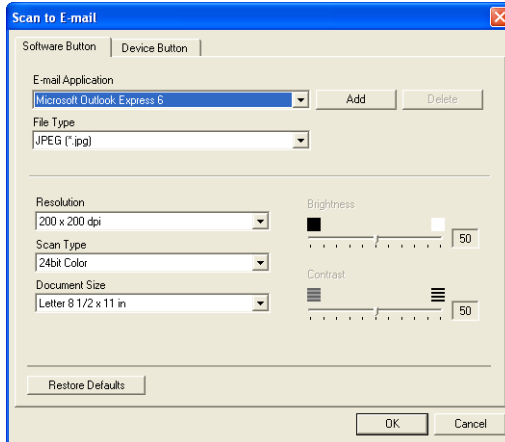 Scan to E-mail
Software Button Device Button
E-mail Application
Microsoft Outlook Express 6 Add Delete
File Type
JPEG (*.jpg)
Resolution Brightness
200 x 200 dpi
50
Scan Type
24bit Color
Contrast
Document Size
Letter 8 1/2 x 11 in
50
Restore Defaults
OK Cancel